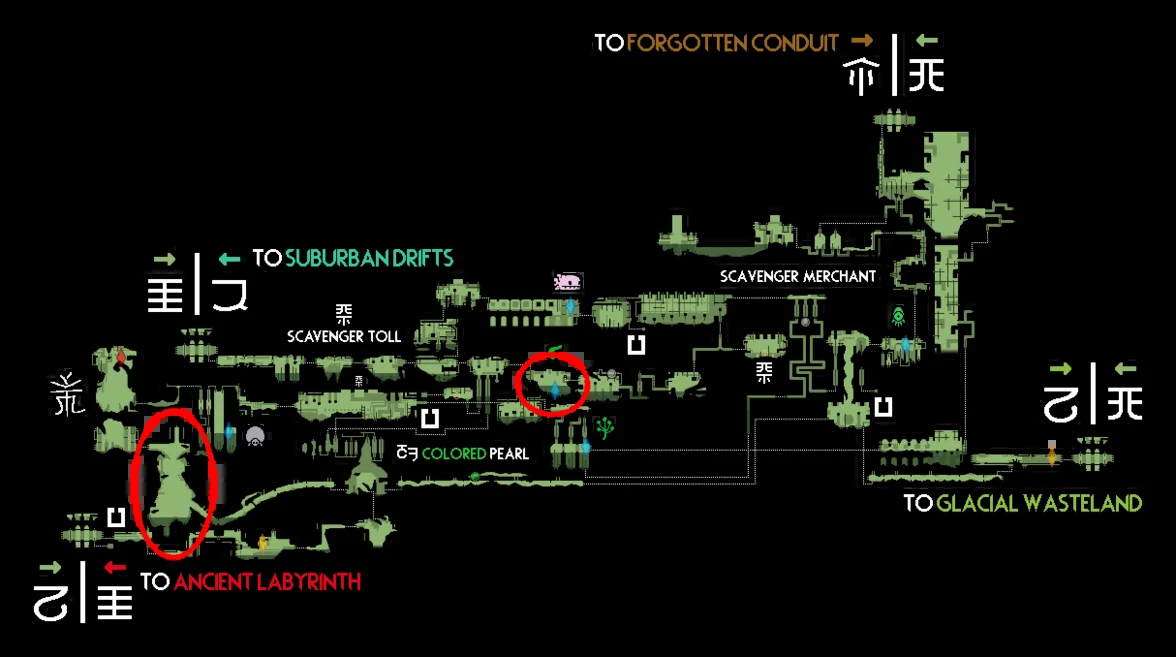 TO FORGOTTEN CONDUIT
TO SUBURBAN DRIFTS
SCAVENGER MERCHANT
SCAVENGER TOLL
COLORED PEARL
TO GLACIAL WASTELAND
TO ANCIENT LABYRINTH